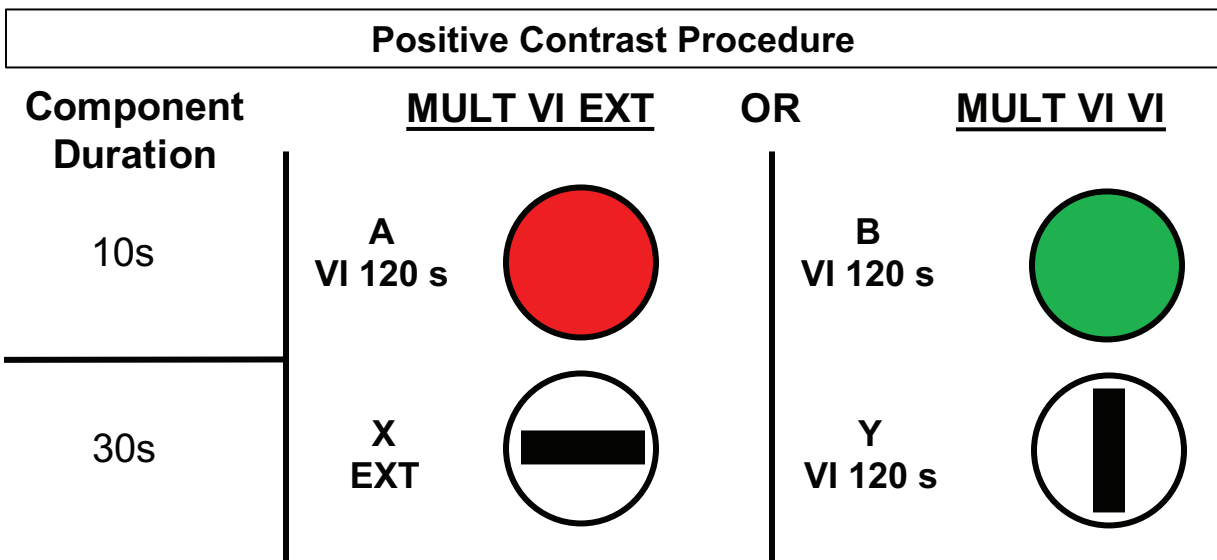 Positive Contrast Procedure
Component
Duration
MULT VI EXT
OR
MULT VI VI
10s
A
VI 120 s
B
VI 120 s
30s
X
EXT
Y
VI 120 s